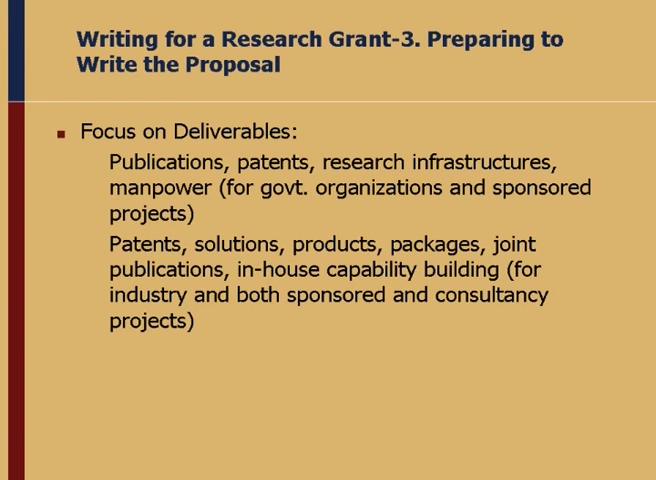 Writing for a Research Grant-3. Preparing to
Write the Proposal
Focus on Deliverables:
Publications, patents, research infrastructures,
manpower (for govt. organizations and sponsored
projects)
Patents, solutions, products, packages, joint
publications, in-house capability building (for
industry and both sponsored and consultancy
projects)